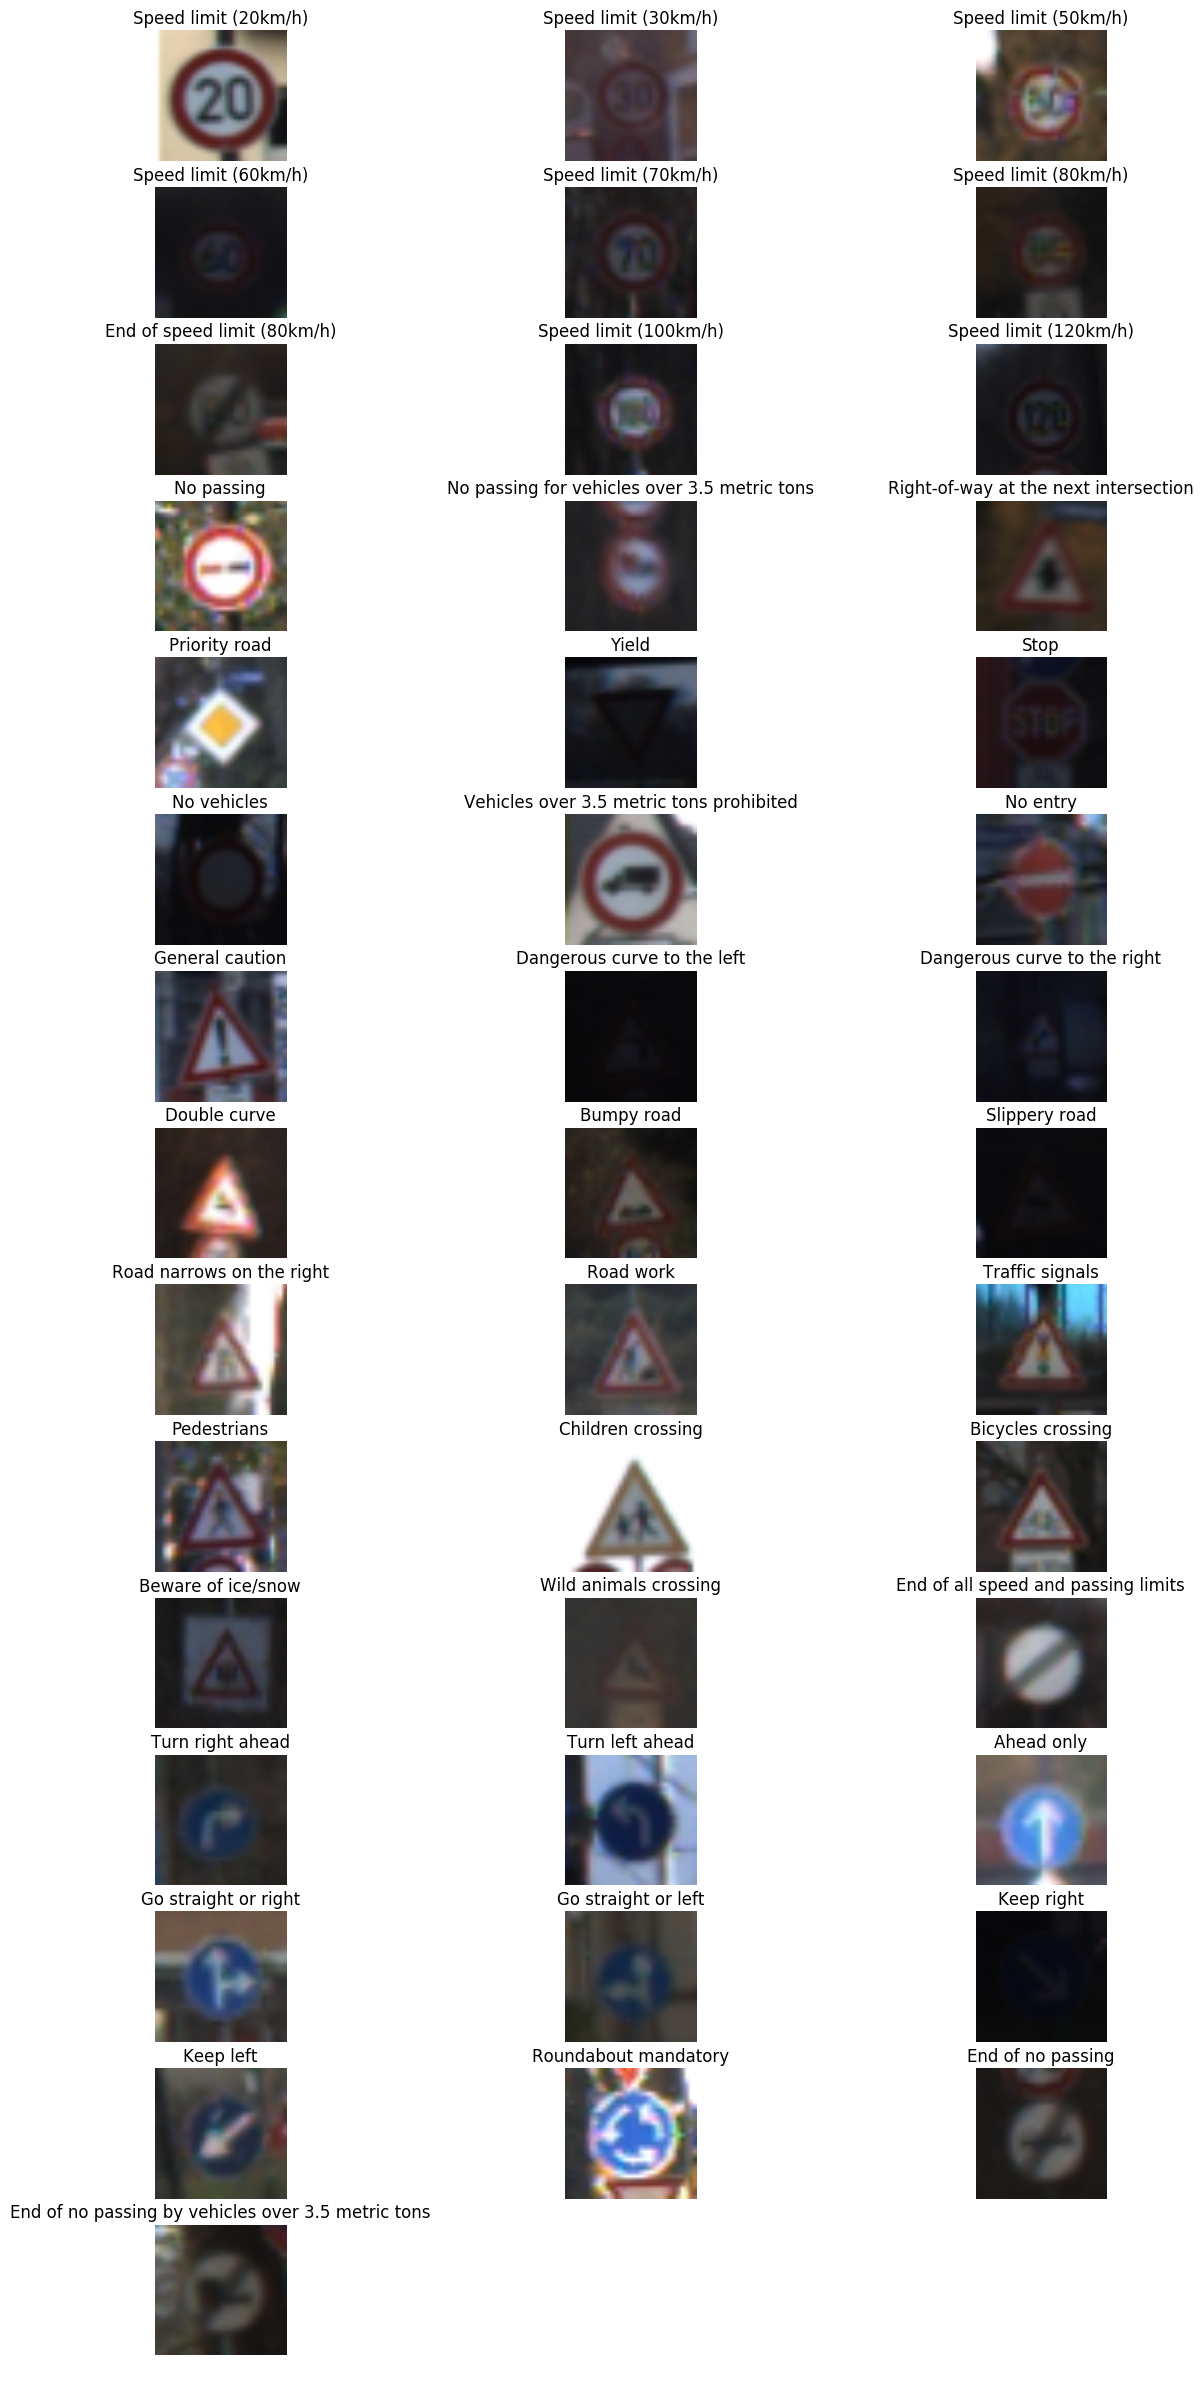 Speed limit (20km/h) Speed limit (30km/h) Speed limit (50km/h)
20 30
Speed limit (60km/h) Speed limit (70km/h) Speed limit (80km/h)
60 70
End of speed limit (80km/h) Speed limit (100km/h) Speed limit (120km/h)
100 120
No passing No passing for vehicles over 3.5 metric tons Right-of-way at the next intersection
Priority road Yield Stop
STOP
No vehicles Vehicles over 3.5 metric tons prohibited No entry
General caution Dangerous curve to the left Dangerous curve to the right
Double curve Bumpy road Slippery road
Road narrows on the right Road work Traffic signals
Pedestrians Children crossing Bicycles crossing
Beware of ice/snow Wild animals crossing End of all speed and passing limits
Turn right ahead Turn left ahead Ahead only
Go straight or right Go straight or left Keep right
Keep left Roundabout mandatory End of no passing
End of no passing by vehicles over 3.5 metric tons